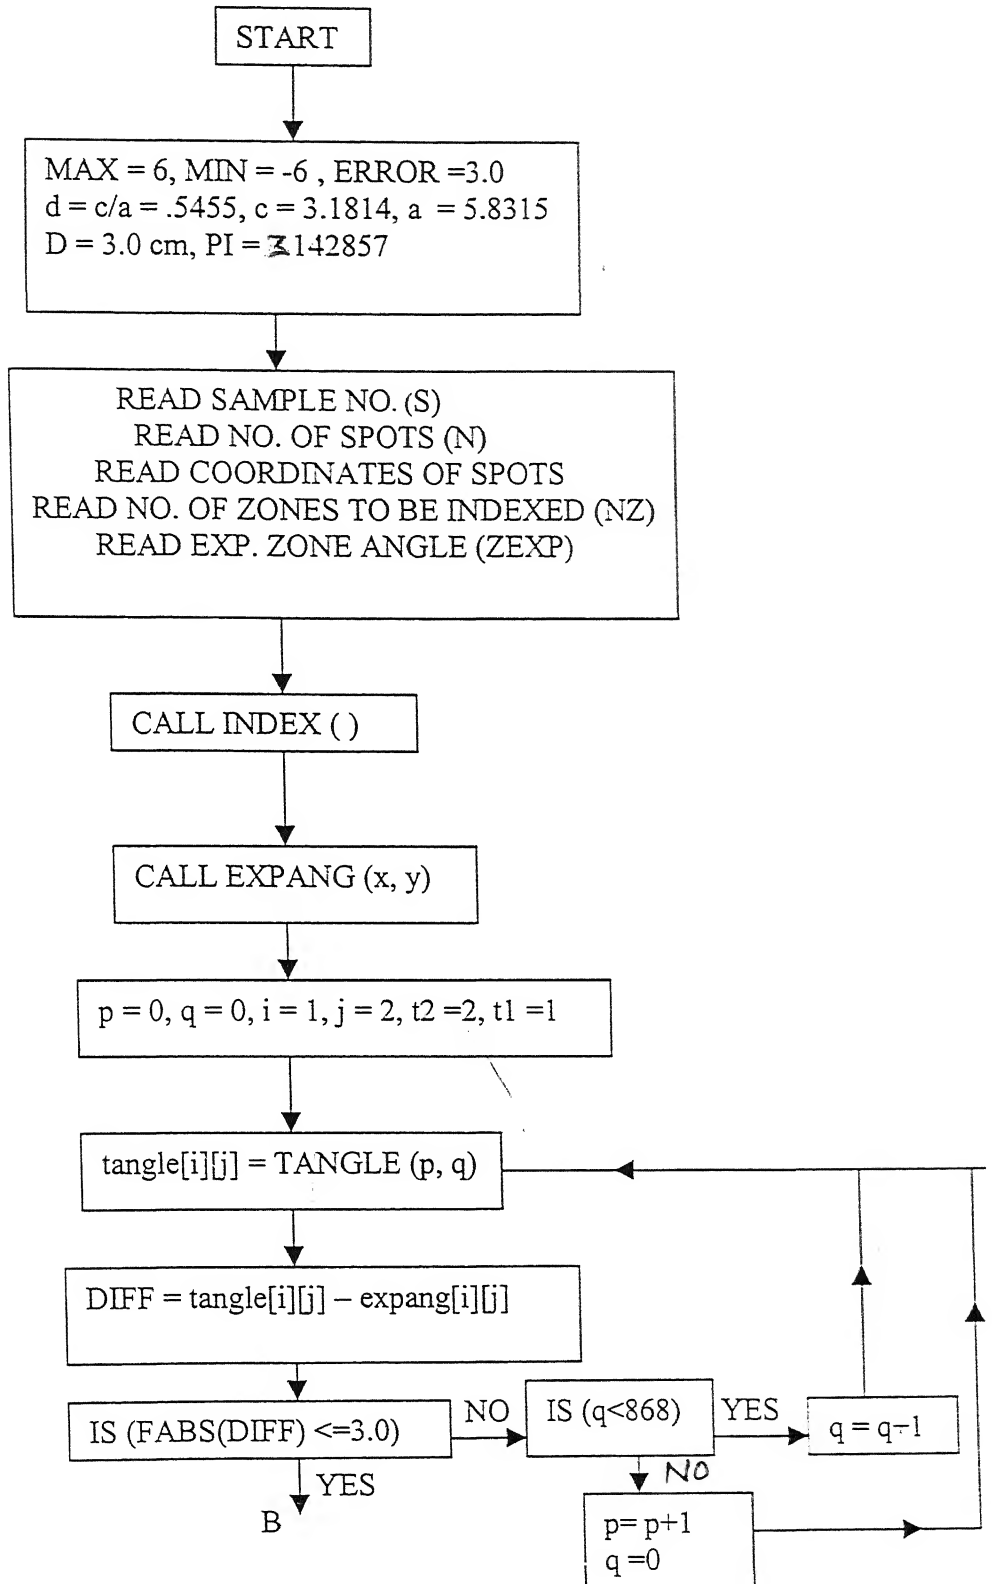 START
MAX = 6, MIN = -6 , ERROR =3.0
d = c/a = .5455, c = 3.1814, a = 5.8315
D = 3.0 cm, PI = 3142857
READ SAMPLE NO. (S)
READ NO. OF SPOTS (N)
READ COORDINATES OF SPOTS
READ NO. OF ZONES TO BE INDEXED (NZ)
READ EXP. ZONE ANGLE (ZEXP)
CALL INDEX ( )
CALL EXPANG (x, y)
p = 0, q = 0, i = 1, j = 2, t2 =2, t1 =1
tangle[i][j] = TANGLE (p, q)
DIFF = tangle[i][j] – expang[i][j]
IS (FABS(DIFF) <=3.0)
NO
IS (q<868)
YES
q = q+1
YES
NO
B
p= p+1
q =0